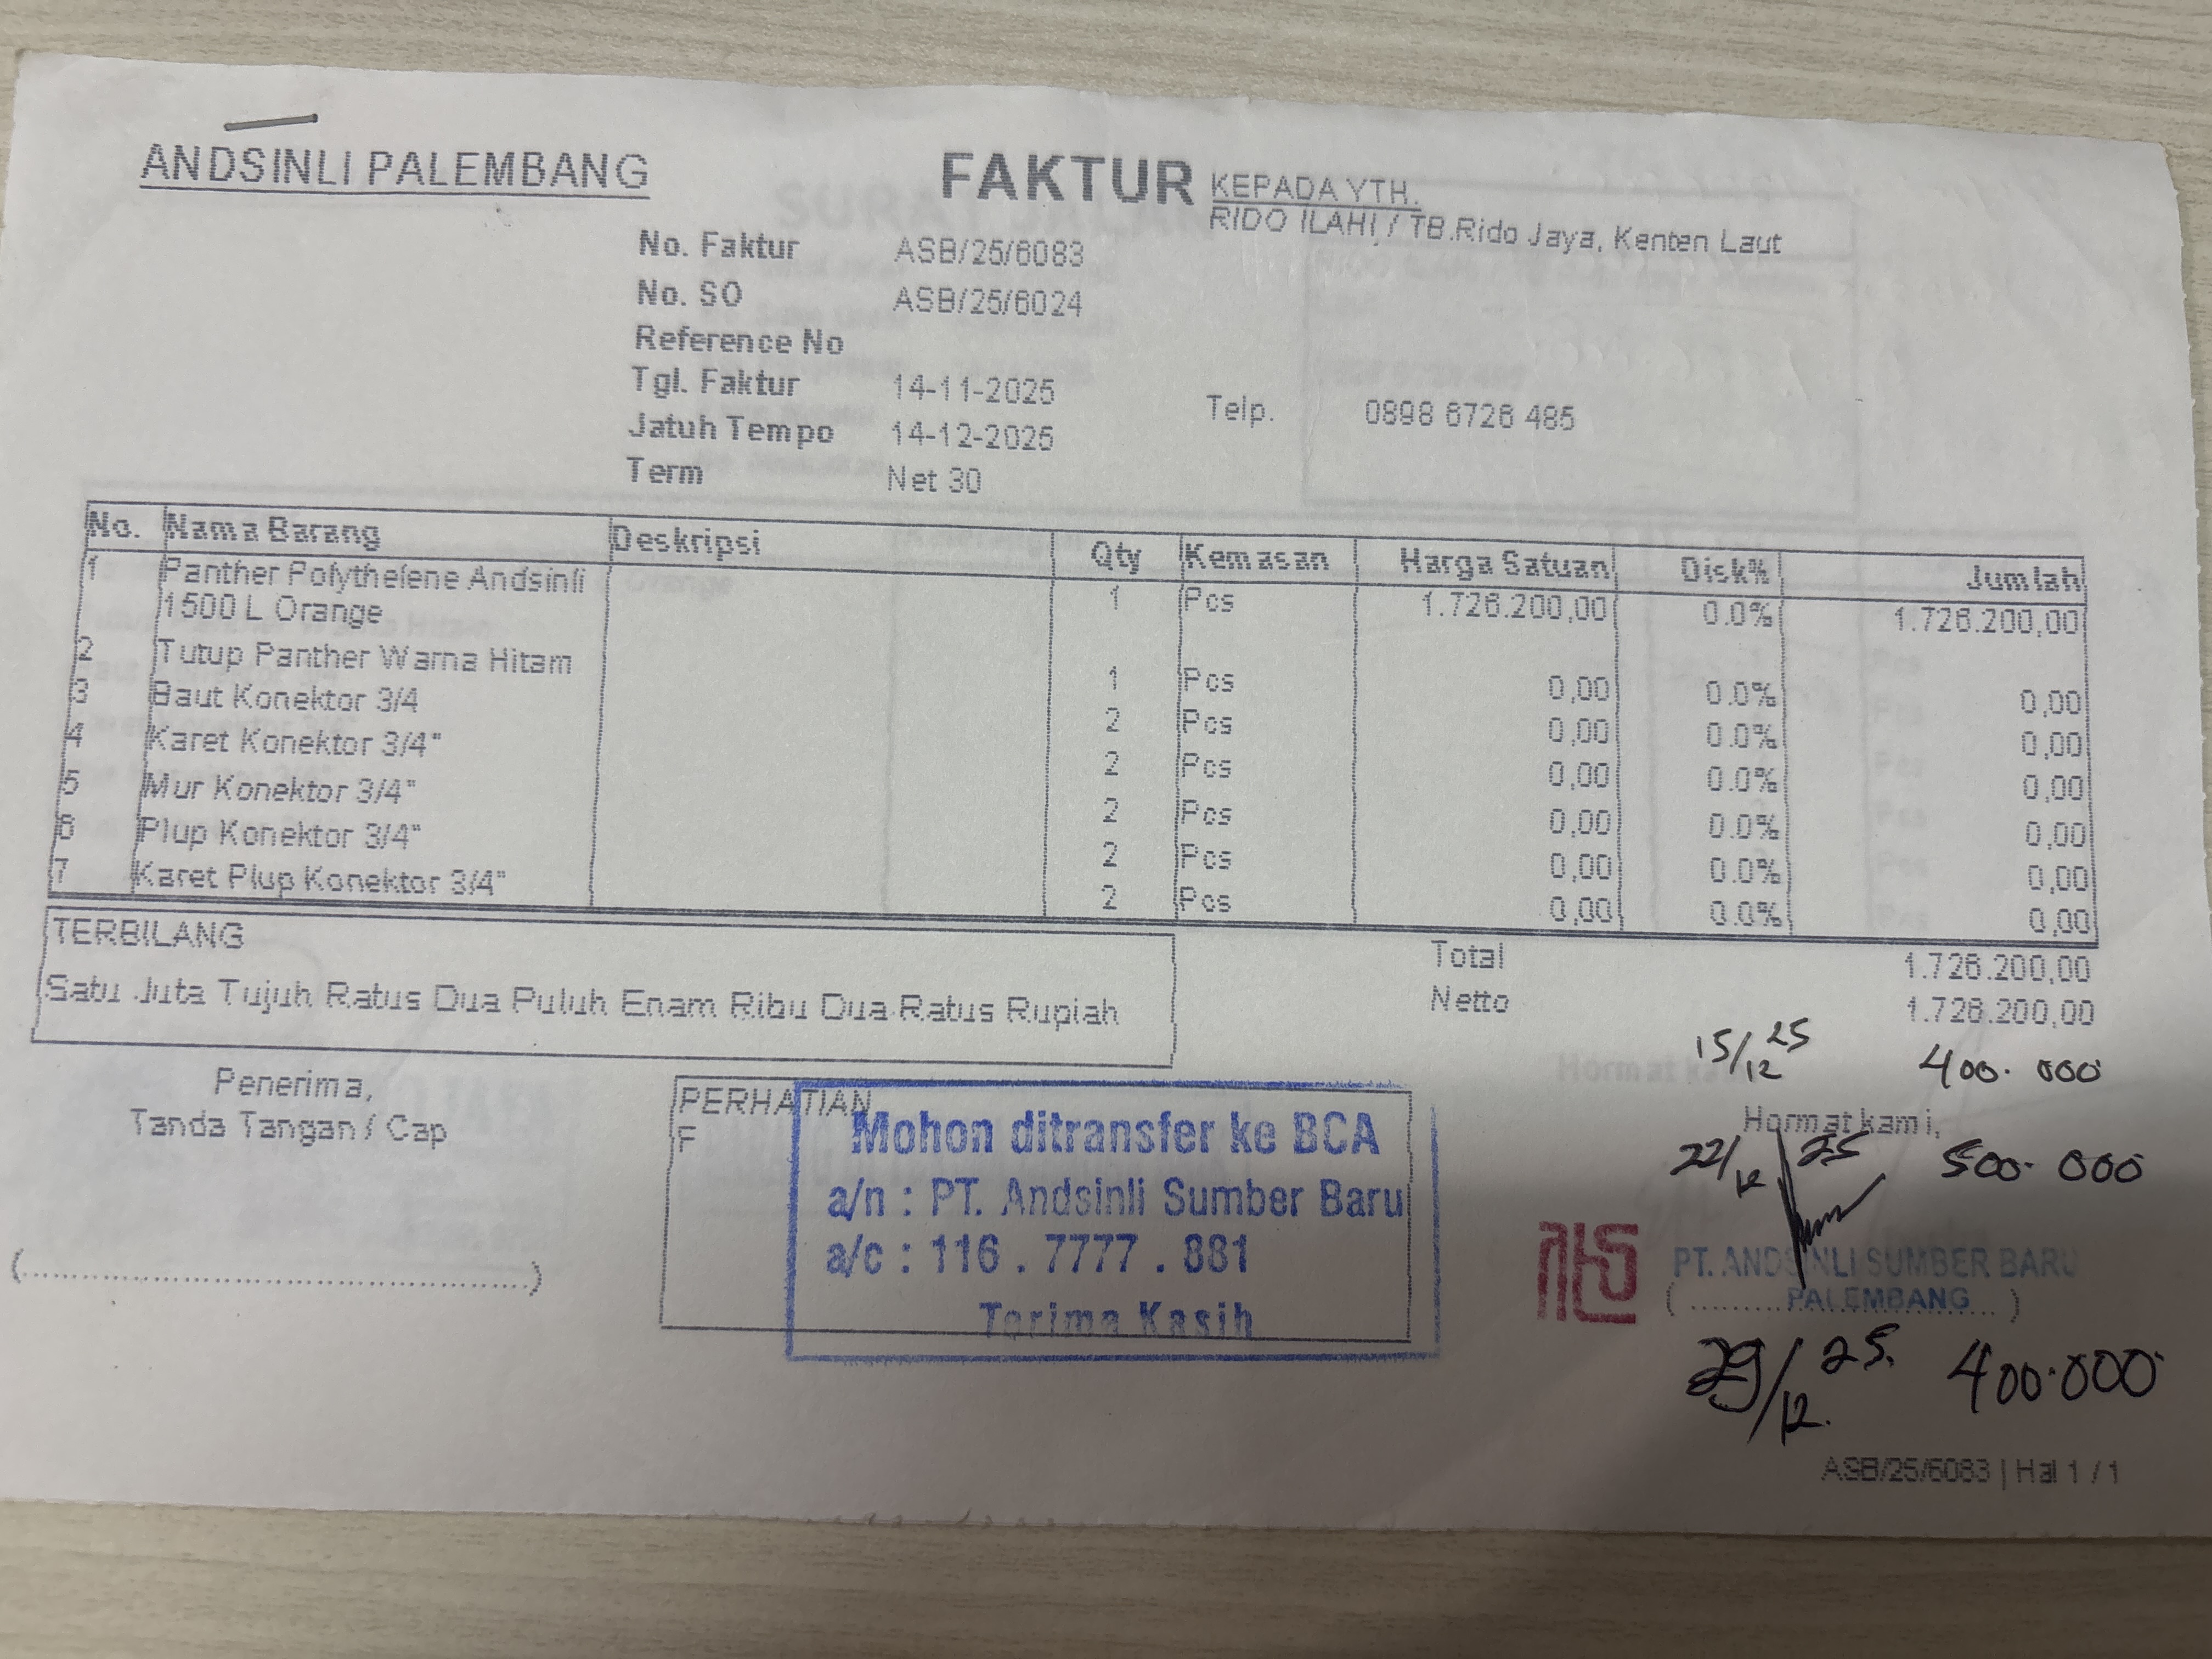 ANDSINLI PALEMBANG
FAKTUR
KEPADA YTH.
RIDO ILAHI / TB.Rido Jaya, Kenten Laut
No. Faktur ASB/25/6083
No. SO ASB/25/6024
Reference No
Tgl. Faktur 14-11-2025
Jatuh Tempo 14-12-2025
Term Net 30
Telp. 0898 6726 485
No. Nama Barang Deskripsi Qty Kemasan Harga Satuan Disk% Jumlah
1 Panther Polythelene Andsinli 1 Pcs 1.726.200,00 0.0% 1.726.200,00
1500 L Orange
2 Tutup Panther Warna Hitam 1 Pcs 0,00 0.0% 0,00
3 Baut Konektor 3/4 2 Pcs 0,00 0.0% 0,00
4 Karet Konektor 3/4" 2 Pcs 0,00 0.0% 0,00
5 Mur Konektor 3/4" 2 Pcs 0,00 0.0% 0,00
6 Plup Konektor 3/4" 2 Pcs 0,00 0.0% 0,00
7 Karet Plup Konektor 3/4" 2 Pcs 0,00 0.0% 0,00
TERBILANG
Satu Juta Tujuh Ratus Dua Puluh Enam Ribu Dua Ratus Rupiah
Total 1.726.200,00
Netto 1.726.200,00
15/12 25 400.000
Penerima,
Tanda Tangan / Cap
(....................................................)
PERHATIAN
F
Mohon ditransfer ke BCA
a/n : PT. Andsinli Sumber Baru
a/c : 116 . 7777 . 881
Terima Kasih
Hormat kami,
22/12 25 500.000
PT. ANDSINLI SUMBER BARU
PALEMBANG
29/12 25. 400.000
ASB/25/6083 | Hal 1 / 1